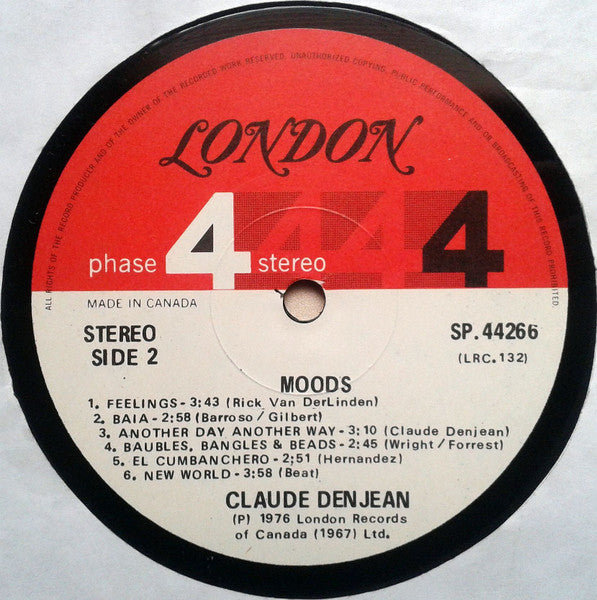 ALL RIGHTS OF THE RECORD PRODUCER AND OF THE OWNER OF THE RECORDED WORK RESERVED. UNAUTHORIZED COPYING, PUBLIC PERFORMANCE AND/OR BROADCASTING OF THIS RECORD PROHIBITED.
LONDON
phase 4 stereo 4 4 4 4
MADE IN CANADA
STEREO
SIDE 2
SP. 44266
(LRC. 132)
MOODS
1. FEELINGS - 3:43 (Rick Van DerLinden)
2. BAIA - 2:58 (Barroso / Gilbert)
3. ANOTHER DAY ANOTHER WAY - 3:10 (Claude Denjean)
4. BAUBLES, BANGLES & BEADS - 2:45 (Wright / Forrest)
5. EL CUMBANCHERO - 2:51 (Hernandez)
6. NEW WORLD - 3:58 (Beat)
CLAUDE DENJEAN
(P) 1976 London Records
of Canada (1967) Ltd.